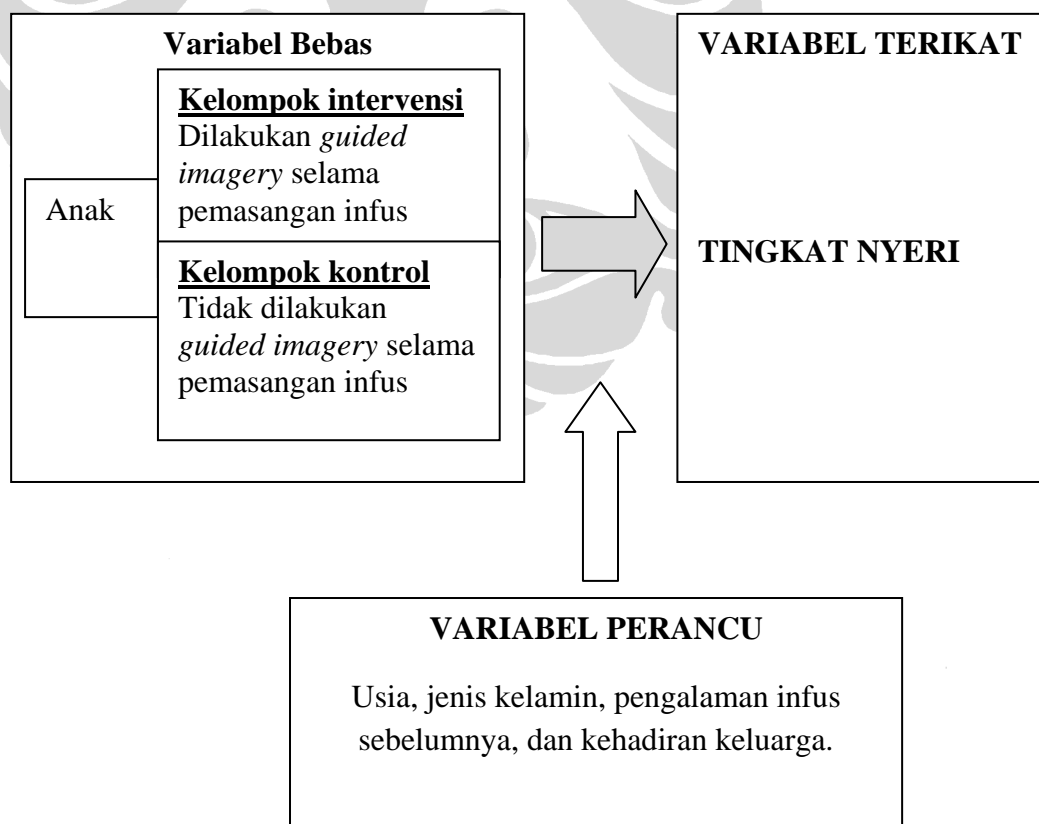 Variabel Bebas
Kelompok intervensi
Dilakukan guided
imagery selama
pemasangan infus
Anak
Kelompok kontrol
Tidak dilakukan
guided imagery selama
pemasangan infus
VARIABEL TERIKAT
TINGKAT NYERI
VARIABEL PERANCU
Usia, jenis kelamin, pengalaman infus
sebelumnya, dan kehadiran keluarga.